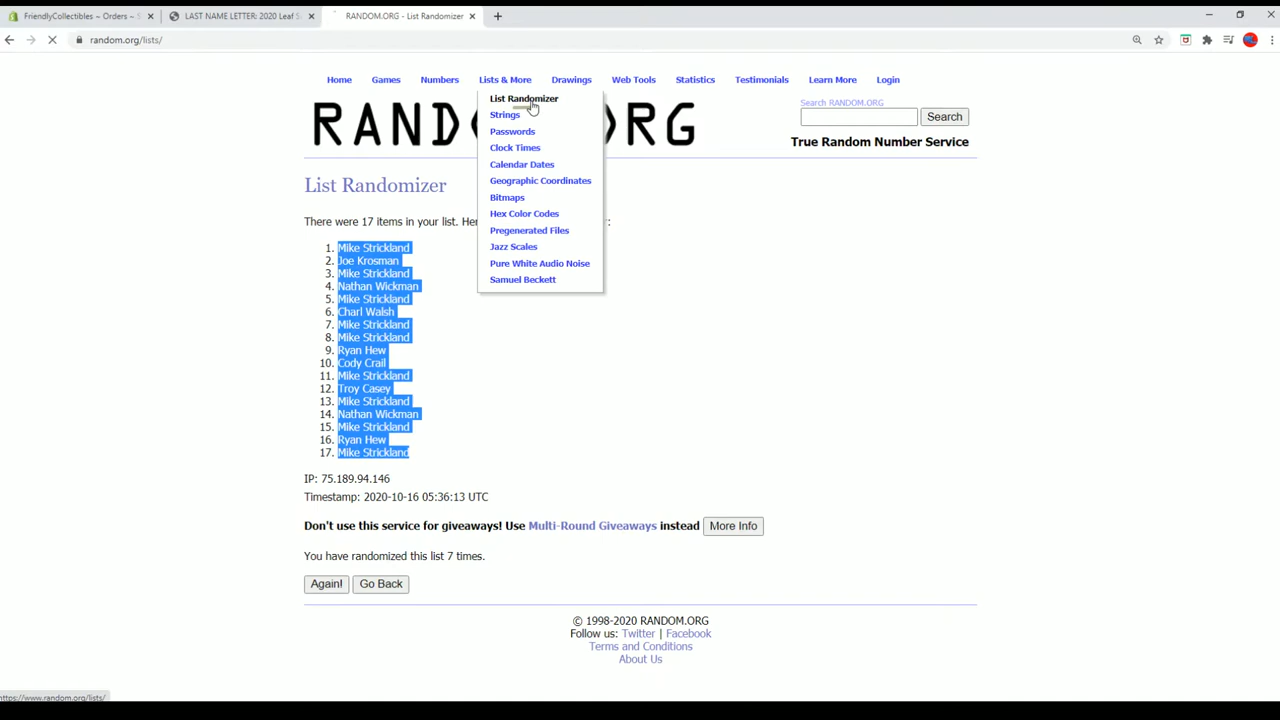 FriendlyCollectibles ~ Orders ~ S
LAST NAME LETTER: 2020 Leaf S
RANDOM.ORG - List Randomizer
random.org/lists/
Home Games Numbers Lists & More Drawings Web Tools Statistics Testimonials Learn More Login
List Randomizer
Strings
Passwords
Clock Times
Calendar Dates
Geographic Coordinates
Bitmaps
Hex Color Codes
Pregenerated Files
Jazz Scales
Pure White Audio Noise
Samuel Beckett
RAND RG
Search RANDOM.ORG
Search
True Random Number Service
List Randomizer
There were 17 items in your list. Her :
1. Mike Strickland
2. Joe Krosman
3. Mike Strickland
4. Nathan Wickman
5. Mike Strickland
6. Charl Walsh
7. Mike Strickland
8. Mike Strickland
9. Ryan Hew
10. Cody Crail
11. Mike Strickland
12. Troy Casey
13. Mike Strickland
14. Nathan Wickman
15. Mike Strickland
16. Ryan Hew
17. Mike Strickland
IP: 75.189.94.146
Timestamp: 2020-10-16 05:36:13 UTC
Don't use this service for giveaways! Use Multi-Round Giveaways instead More Info
You have randomized this list 7 times.
Again! Go Back
© 1998-2020 RANDOM.ORG
Follow us: Twitter | Facebook
Terms and Conditions
About Us
https://www.random.org/lists/